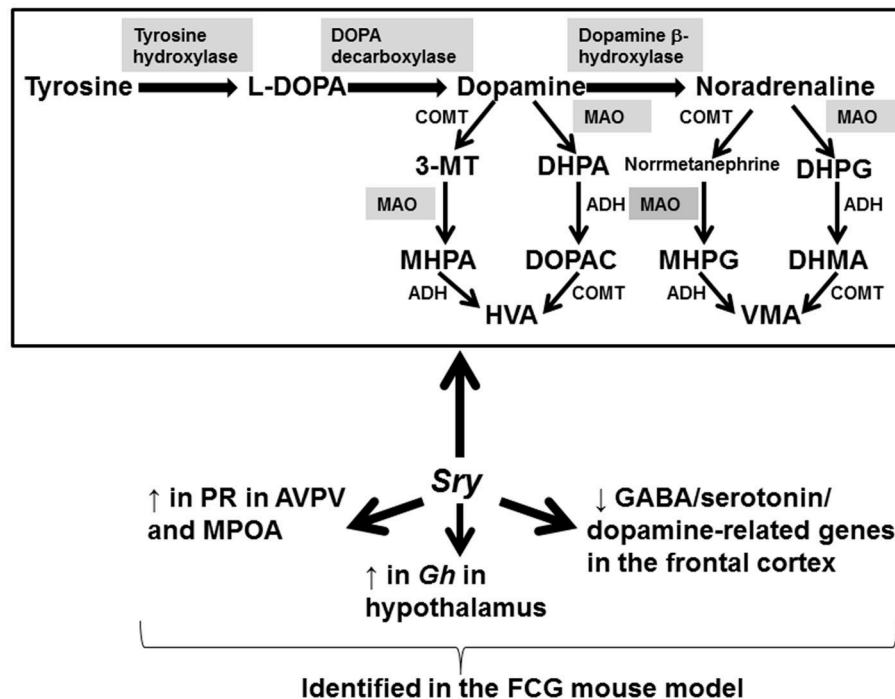 Tyrosine hydroxylase
DOPA decarboxylase
Dopamine β-hydroxylase
Tyrosine L-DOPA Dopamine Noradrenaline
COMT MAO COMT MAO
3-MT DHPA Norrmetanephrine DHPG
MAO ADH MAO ADH
MHPA DOPAC MHPG DHMA
ADH COMT ADH COMT
HVA VMA
Sry
↑ in PR in AVPV
and MPOA
↑ in Gh in
hypothalamus
↓ GABA/serotonin/
dopamine-related genes
in the frontal cortex
Identified in the FCG mouse model